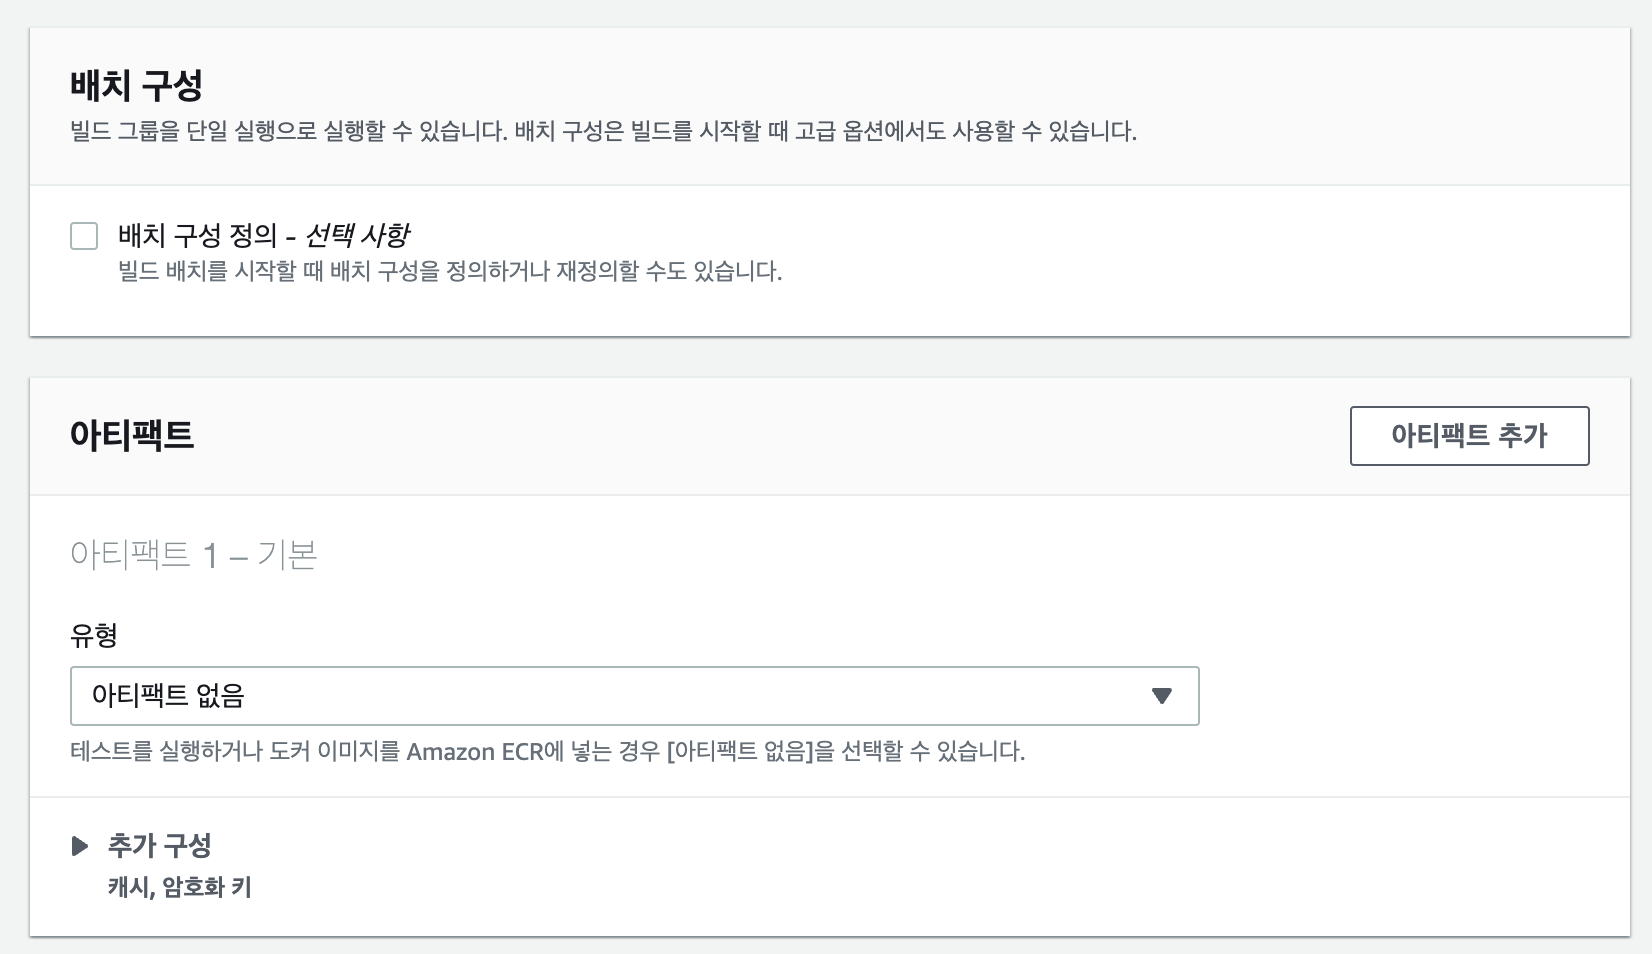 배치 구성
빌드 그룹을 단일 실행으로 실행할 수 있습니다. 배치 구성은 빌드를 시작할 때 고급 옵션에서도 사용할 수 있습니다.
배치 구성 정의 - 선택 사항
빌드 배치를 시작할 때 배치 구성을 정의하거나 재정의할 수도 있습니다.
아티팩트
아티팩트 추가
아티팩트 1 – 기본
유형
아티팩트 없음
테스트를 실행하거나 도커 이미지를 Amazon ECR에 넣는 경우 [아티팩트 없음]을 선택할 수 있습니다.
추가 구성
캐시, 암호화 키